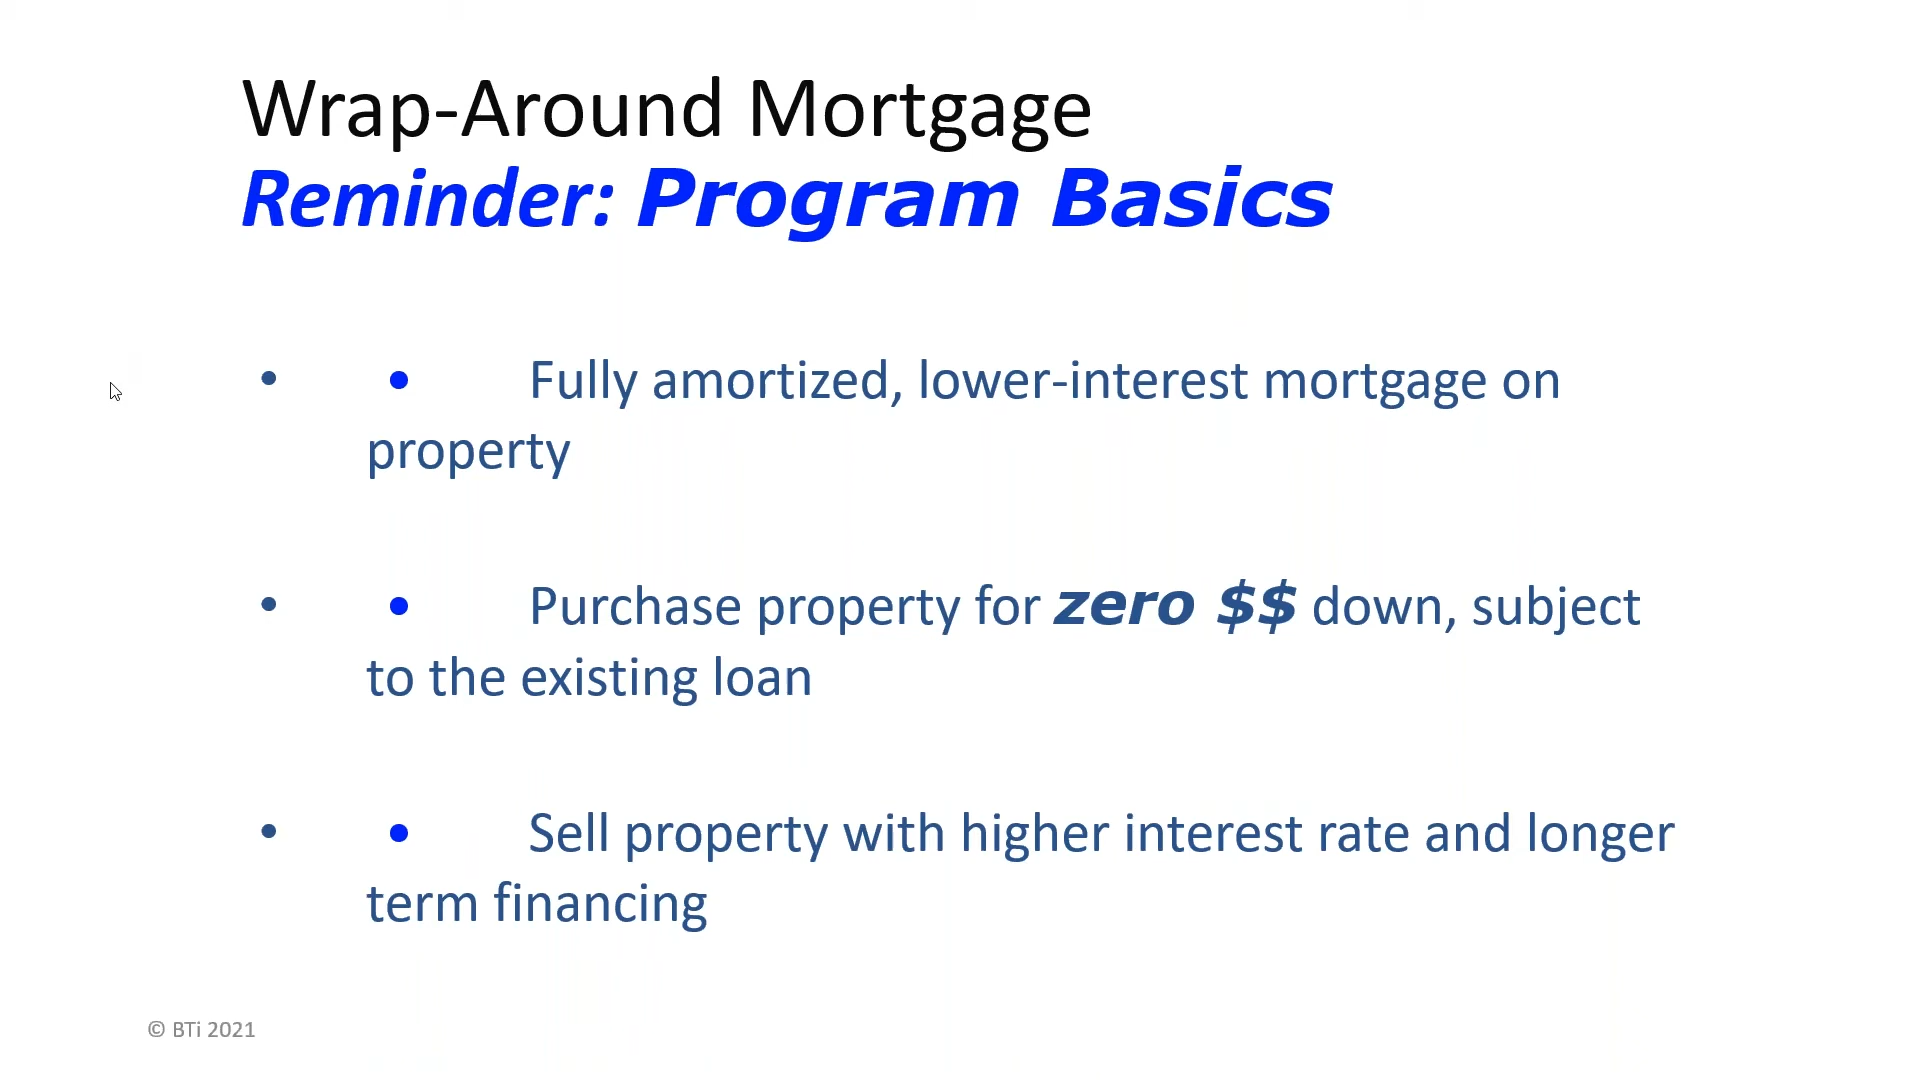 Wrap-Around Mortgage
Reminder: Program Basics
• • Fully amortized, lower-interest mortgage on
property
• • Purchase property for zero $$ down, subject
to the existing loan
• • Sell property with higher interest rate and longer
term financing
© BTi 2021